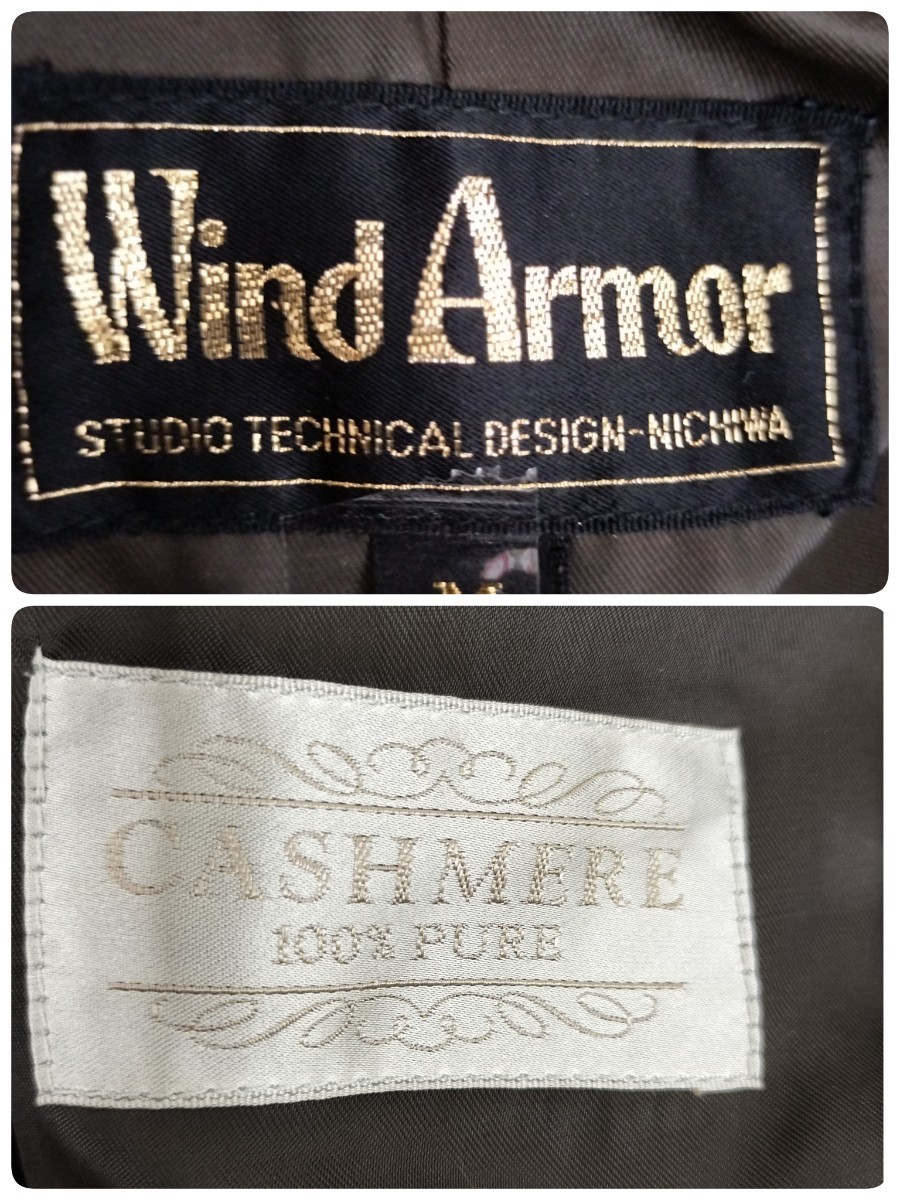 Wind Armor
STUDIO TECHNICAL DESIGN-NICHIWA
M
CASHMERE
100% PURE